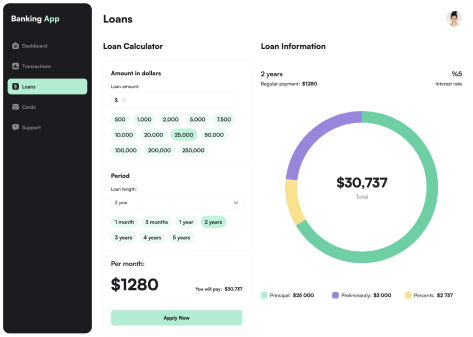 Banking App
Dashboard
Transactions
Loans
Cards
Support
Loans
Loan Calculator
Amount in dollars
Loan amount
$ 0
500 1.000 2.000 5.000 7.500
10.000 20.000 25.000 50,000
100.000 200,000 250,000
Period
Loan length:
2 year
1 month 3 months 1 year 2 years
3 years 4 years 5 years
Per month:
$1280 You will pay: $30,737
Apply Now
Loan Information
2 years %5
Regular payment: $1280 Interest rate
$30,737
Total
Principal: $25 000 Preliminaraly: $3 000 Percents: $2 737